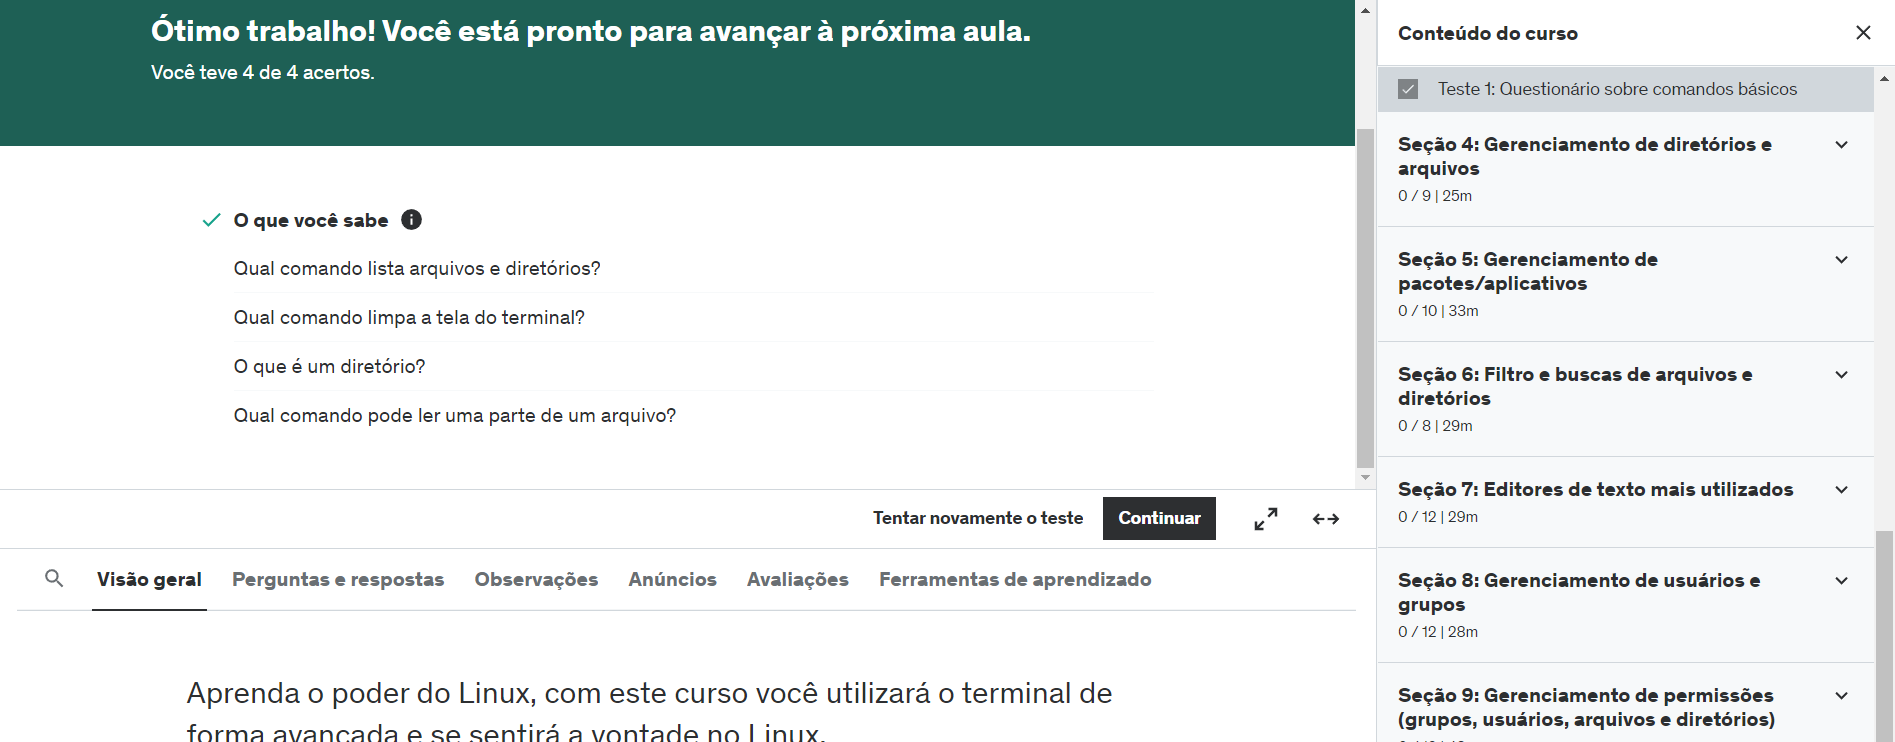 Ótimo trabalho! Você está pronto para avançar à próxima aula.
Você teve 4 de 4 acertos.
O que você sabe
Qual comando lista arquivos e diretórios?
Qual comando limpa a tela do terminal?
O que é um diretório?
Qual comando pode ler uma parte de um arquivo?
Tentar novamente o teste
Continuar
Visão geral
Perguntas e respostas
Observações
Anúncios
Avaliações
Ferramentas de aprendizado
Aprenda o poder do Linux, com este curso você utilizará o terminal de
forma avançada e se sentirá a vontade no Linux.
Conteúdo do curso
Teste 1: Questionário sobre comandos básicos
Seção 4: Gerenciamento de diretórios e
arquivos
0 / 9 | 25m
Seção 5: Gerenciamento de
pacotes/aplicativos
0 / 10 | 33m
Seção 6: Filtro e buscas de arquivos e
diretórios
0 / 8 | 29m
Seção 7: Editores de texto mais utilizados
0 / 12 | 29m
Seção 8: Gerenciamento de usuários e
grupos
0 / 12 | 28m
Seção 9: Gerenciamento de permissões
(grupos, usuários, arquivos e diretórios)